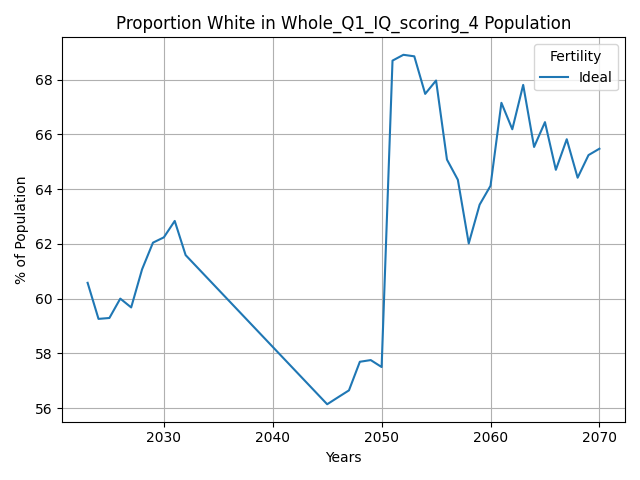 Proportion White in Whole_Q1_IQ_scoring_4 Population
Fertility
Ideal
% of Population
68
66
64
62
60
58
56
2030 2040 2050 2060 2070
Years